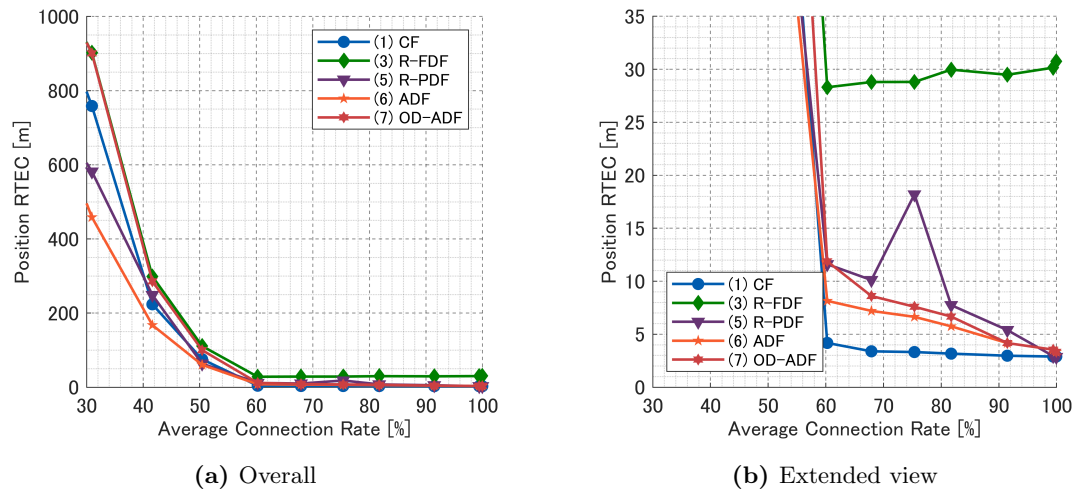 1000
800
600
400
200
0
Position RTEC [m]
(1) CF
(3) R-FDF
(5) R-PDF
(6) ADF
(7) OD-ADF
30 40 50 60 70 80 90 100
Average Connection Rate [%]
(a) Overall
35
30
25
20
15
10
5
0
Position RTEC [m]
(1) CF
(3) R-FDF
(5) R-PDF
(6) ADF
(7) OD-ADF
30 40 50 60 70 80 90 100
Average Connection Rate [%]
(b) Extended view